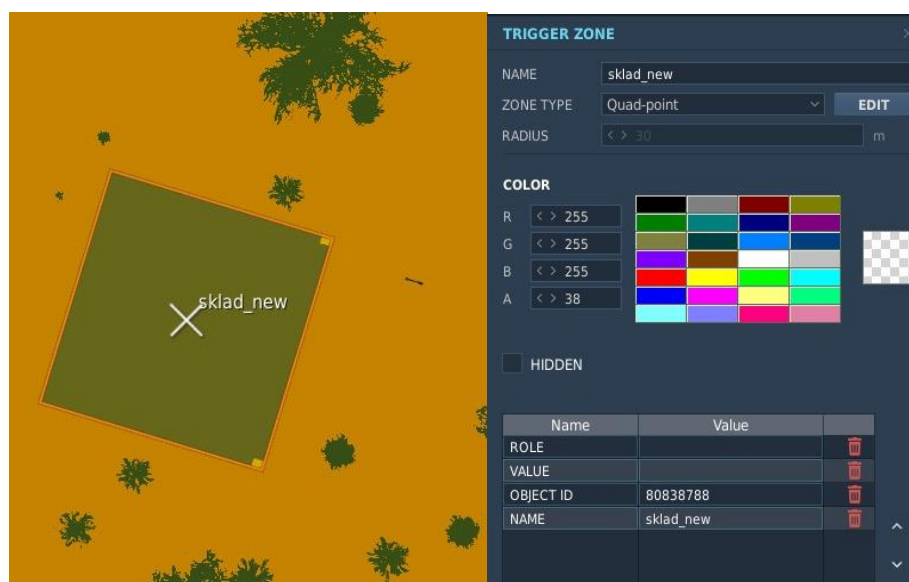 sklad_new
TRIGGER ZONE
NAME sklad_new
ZONE TYPE Quad-point EDIT
RADIUS < > 30 m
COLOR
R < > 255
G < > 255
B < > 255
A < > 38
HIDDEN
Name Value
ROLE
VALUE
OBJECT ID 80838788
NAME sklad_new